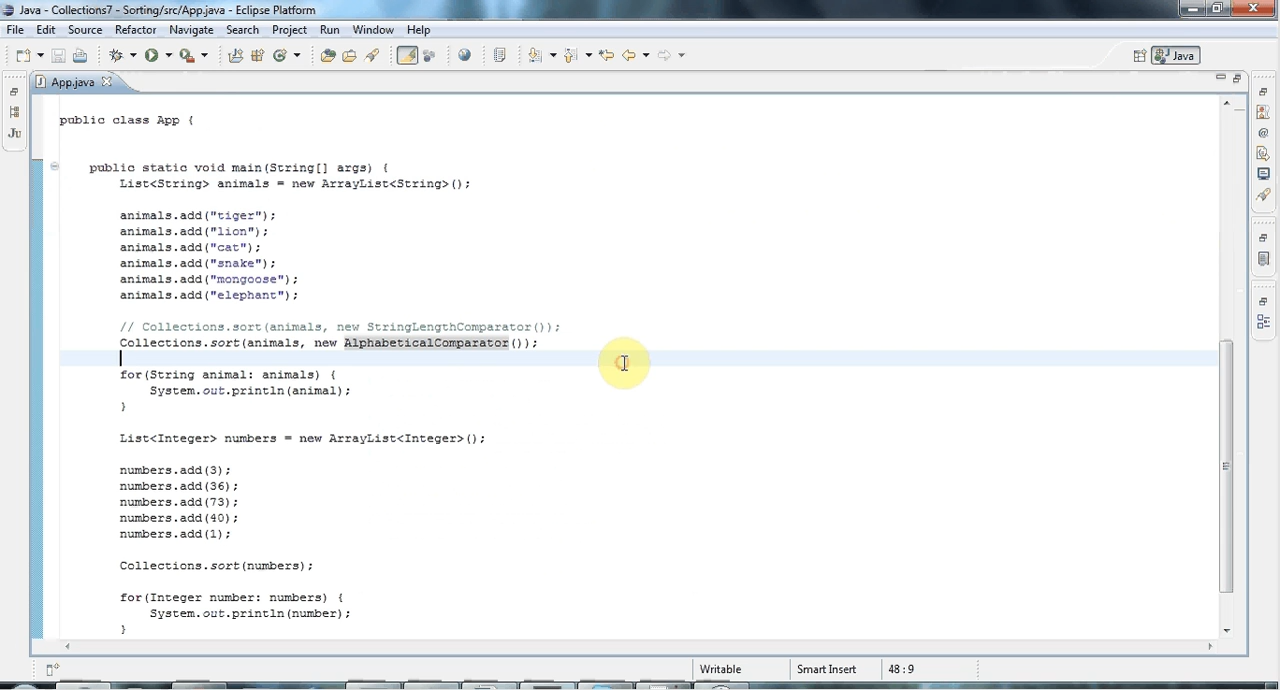 Java - Collections7 - Sorting/src/App.java - Eclipse Platform
File Edit Source Refactor Navigate Search Project Run Window Help
Java
App.java
Ju
public class App {
public static void main(String[] args) {
List<String> animals = new ArrayList<String>();
animals.add("tiger");
animals.add("lion");
animals.add("cat");
animals.add("snake");
animals.add("mongoose");
animals.add("elephant");
// Collections.sort(animals, new StringLengthComparator());
Collections.sort(animals, new AlphabeticalComparator());
for(String animal: animals) {
System.out.println(animal);
}
List<Integer> numbers = new ArrayList<Integer>();
numbers.add(3);
numbers.add(36);
numbers.add(73);
numbers.add(40);
numbers.add(1);
Collections.sort(numbers);
for(Integer number: numbers) {
System.out.println(number);
}
Writable Smart Insert 48 : 9